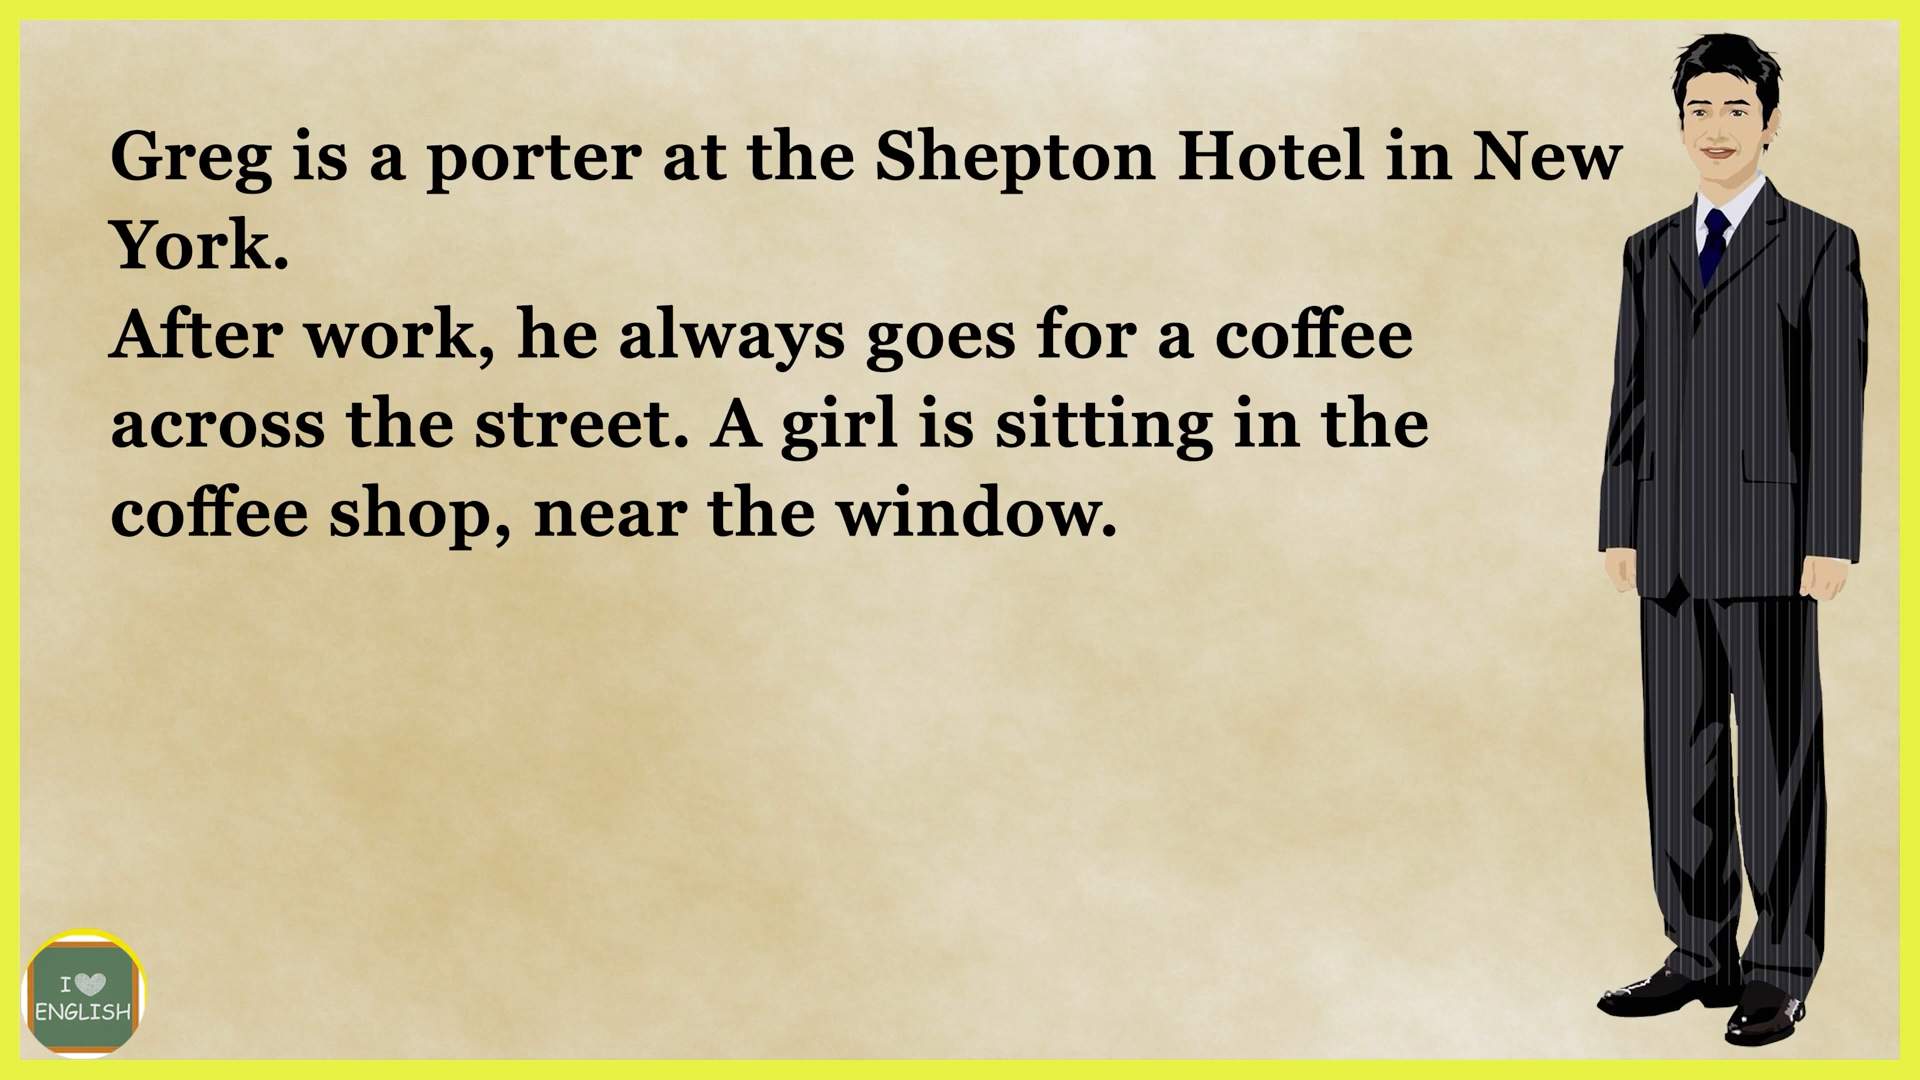 Greg is a porter at the Shepton Hotel in New
York.
After work, he always goes for a coffee
across the street. A girl is sitting in the
coffee shop, near the window.
I
ENGLISH